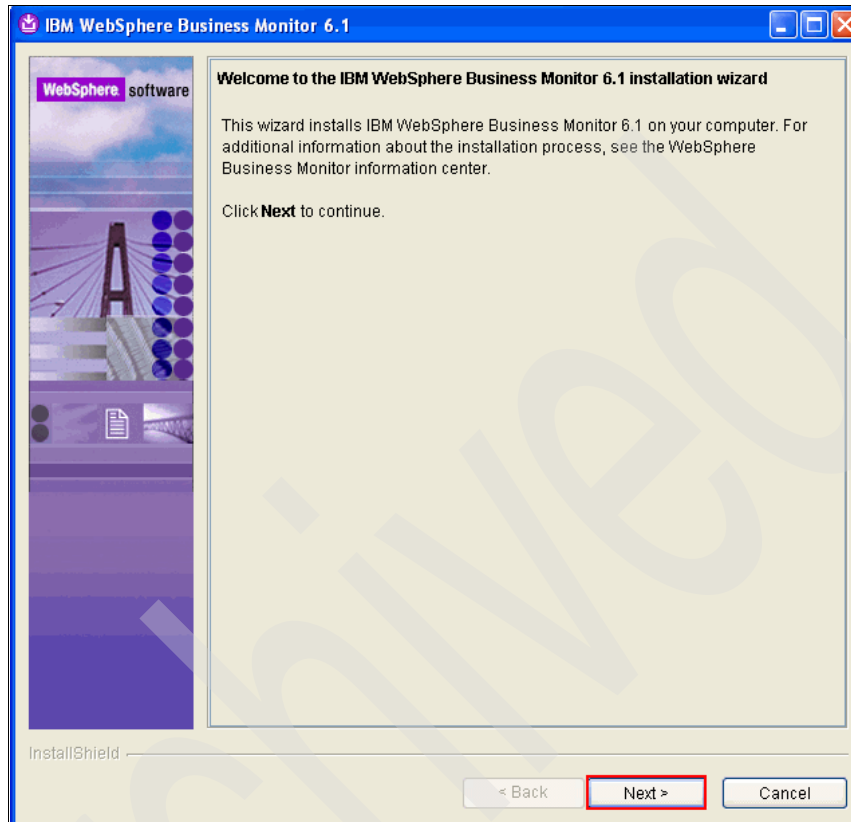 IBM WebSphere Business Monitor 6.1
WebSphere software
Welcome to the IBM WebSphere Business Monitor 6.1 installation wizard
This wizard installs IBM WebSphere Business Monitor 6.1 on your computer. For
additional information about the installation process, see the WebSphere
Business Monitor information center.
Click Next to continue.
InstallShield
< Back
Next >
Cancel